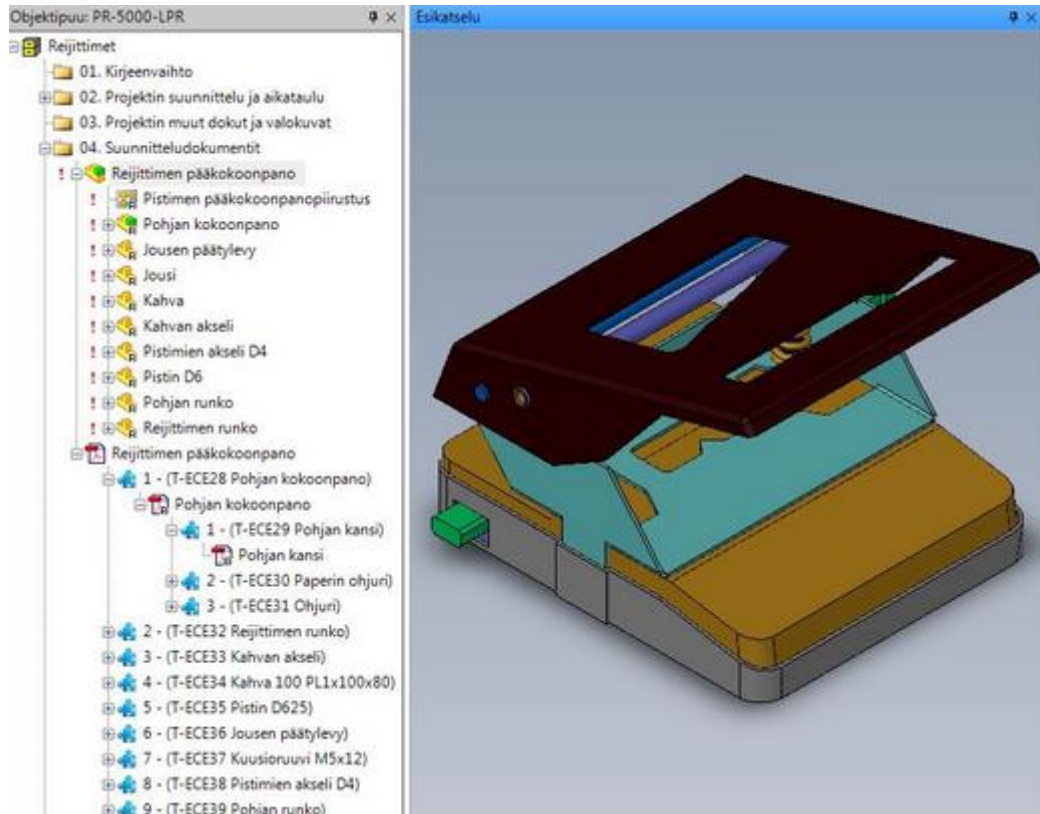 Objektipuu: PR-5000-LPR
Esikatselu
Reijittimet
01. Kirjeenvaihto
02. Projektin suunnittelu ja aikataulu
03. Projektin muut dokut ja valokuvat
04. Suunnitteludokumentit
Reijittimen pääkokoonpano
Pistimen pääkokoonpanopiirustus
Pohjan kokoonpano
Jousen päätylevy
Jousi
Kahva
Kahvan akseli
Pistimien akseli D4
Pistin D6
Pohjan runko
Reijittimen runko
Reijittimen pääkokoonpano
1 - (T-ECE28 Pohjan kokoonpano)
Pohjan kokoonpano
1 - (T-ECE29 Pohjan kansi)
Pohjan kansi
2 - (T-ECE30 Paperin ohjuri)
3 - (T-ECE31 Ohjuri)
2 - (T-ECE32 Reijittimen runko)
3 - (T-ECE33 Kahvan akseli)
4 - (T-ECE34 Kahva 100 PL1x100x80)
5 - (T-ECE35 Pistin D625)
6 - (T-ECE36 Jousen päätylevy)
7 - (T-ECE37 Kuusioruuvi M5x12)
8 - (T-ECE38 Pistimien akseli D4)
9 - (T-ECE39 Pohjan runko)